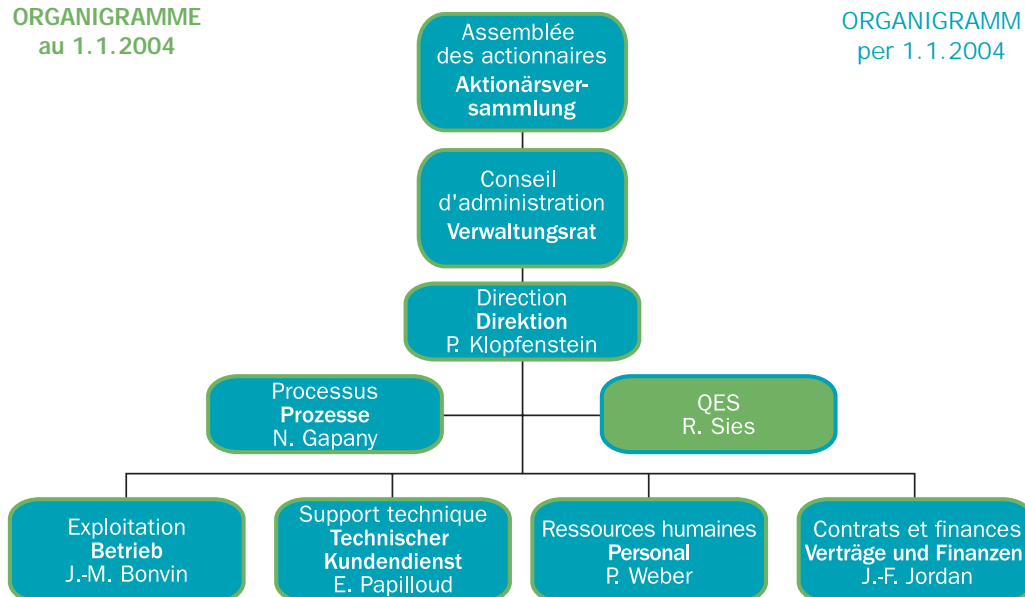 ORGANIGRAMME
au 1.1.2004
ORGANIGRAMM
per 1.1.2004
Assemblée
des actionnaires
Aktionärsver-
sammlung
Conseil
d'administration
Verwaltungsrat
Direction
Direktion
P. Klopfenstein
Processus
Prozesse
N. Gapany
QES
R. Sies
Exploitation
Betrieb
J.-M. Bonvin
Support technique
Technischer
Kundendienst
E. Papilloud
Ressources humaines
Personal
P. Weber
Contrats et finances
Verträge und Finanzen
J.-F. Jordan